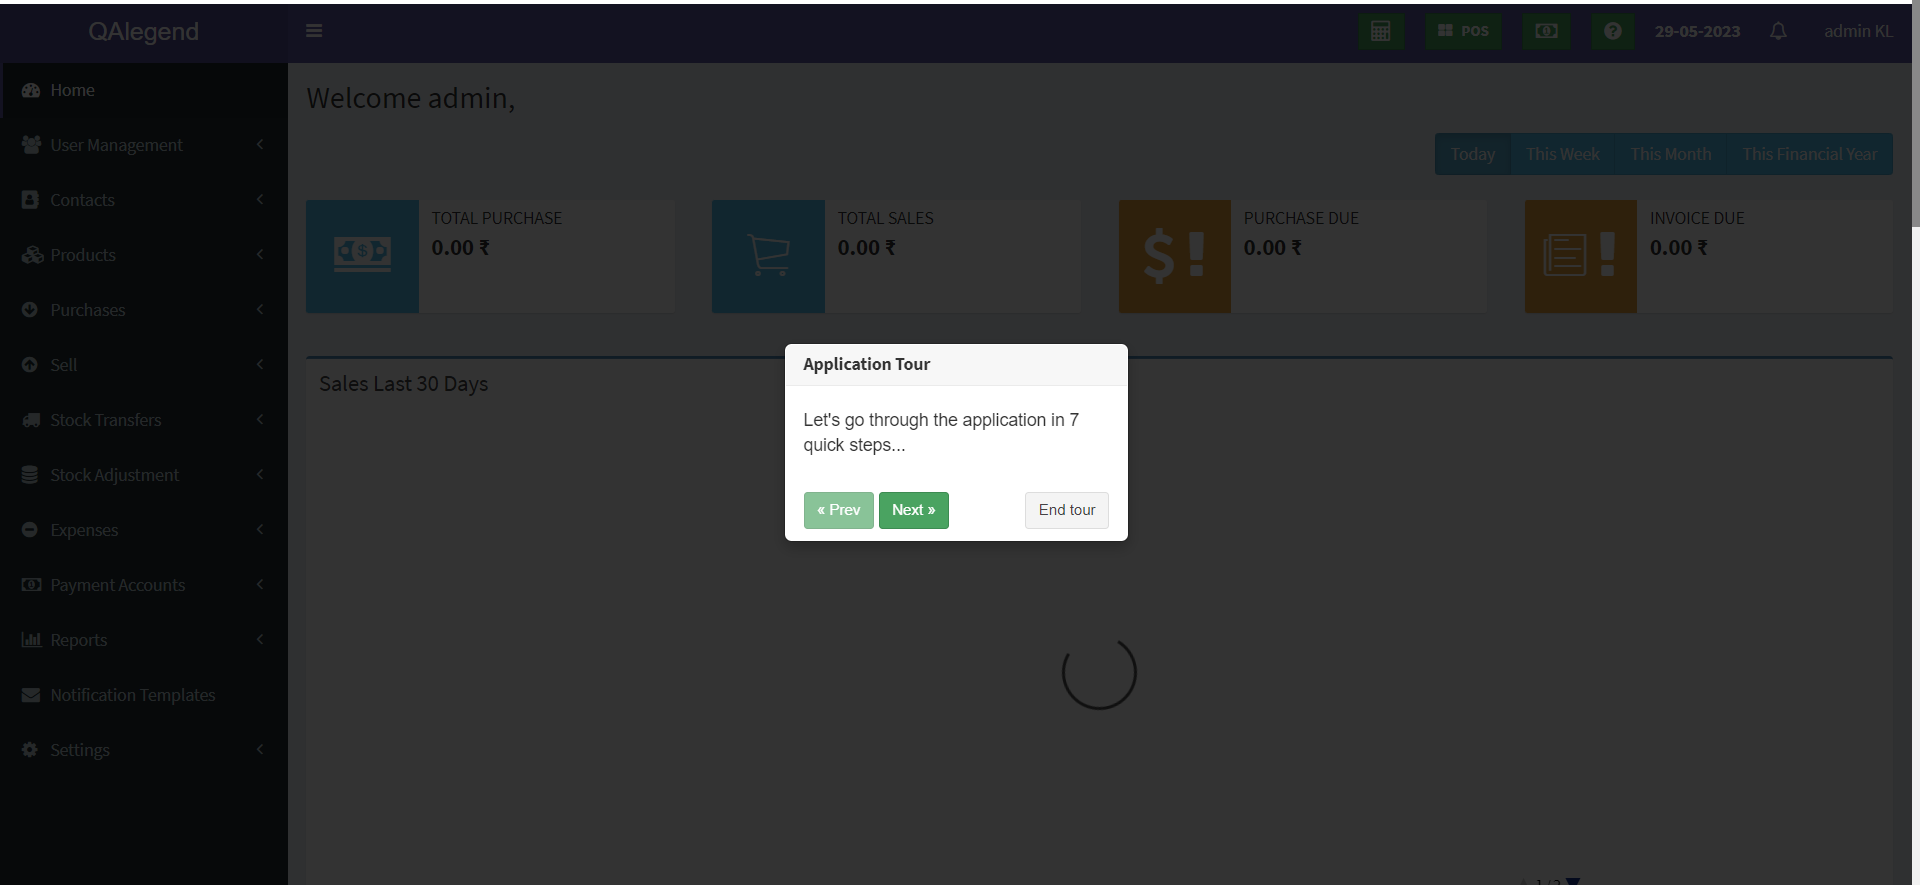 QAlegend
POS
29-05-2023
admin KL
Home
User Management
Contacts
Products
Purchases
Sell
Stock Transfers
Stock Adjustment
Expenses
Payment Accounts
Reports
Notification Templates
Settings
Welcome admin,
Today
This Week
This Month
This Financial Year
TOTAL PURCHASE
0.00 ₹
TOTAL SALES
0.00 ₹
PURCHASE DUE
0.00 ₹
INVOICE DUE
0.00 ₹
Sales Last 30 Days
Application Tour
Let's go through the application in 7
quick steps...
« Prev
Next »
End tour